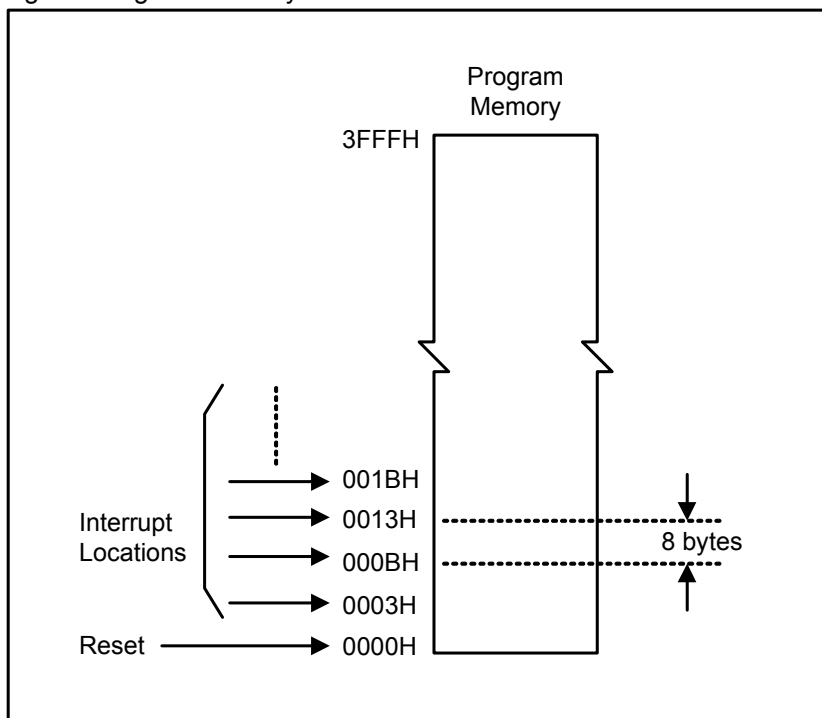 Program
Memory
3FFFH
001BH
0013H
8 bytes
Interrupt
Locations
000BH
0003H
Reset
0000H